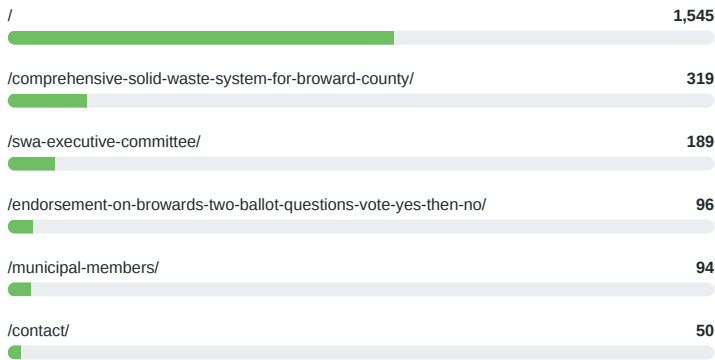 / 1,545
/comprehensive-solid-waste-system-for-broward-county/ 319
/swa-executive-committee/ 189
/endorsement-on-browards-two-ballot-questions-vote-yes-then-no/ 96
/municipal-members/ 94
/contact/ 50